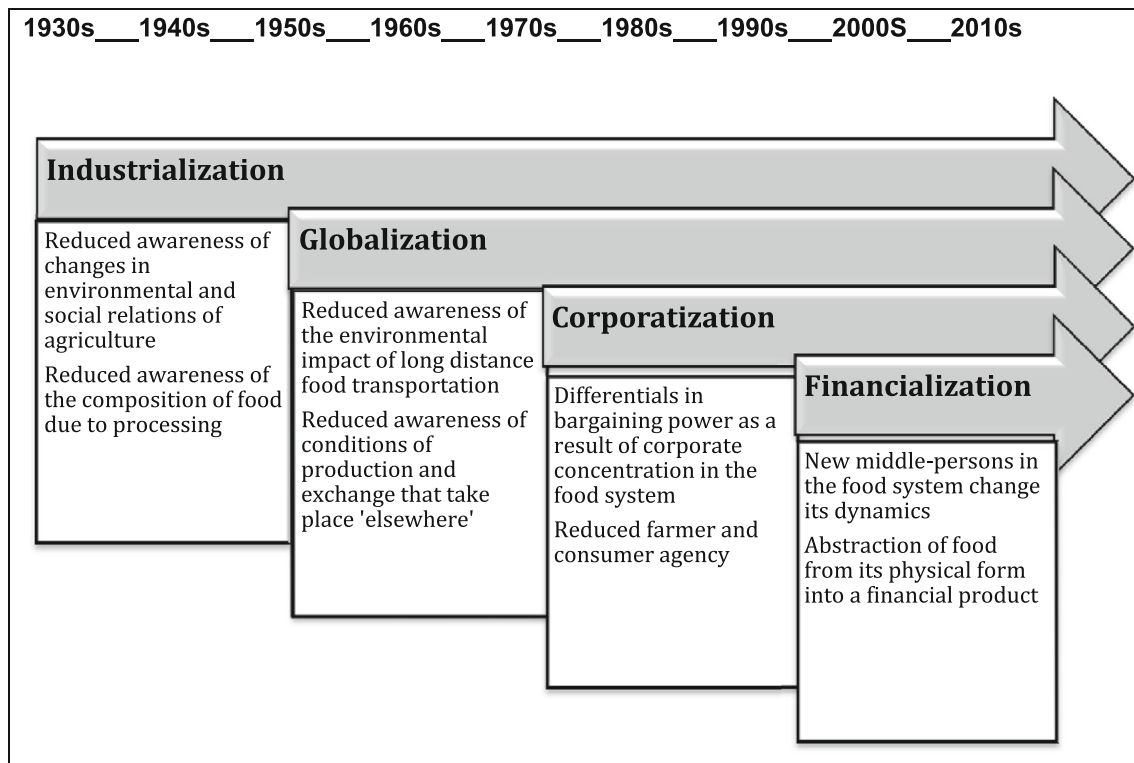 1930s___1940s___1950s___1960s___1970s___1980s___1990s___2000S___2010s
Industrialization
Reduced awareness of
changes in
environmental and
social relations of
agriculture
Reduced awareness of
the composition of food
due to processing
Globalization
Reduced awareness of
the environmental
impact of long distance
food transportation
Reduced awareness of
conditions of
production and
exchange that take
place 'elsewhere'
Corporatization
Differentials in
bargaining power as a
result of corporate
concentration in the
food system
Reduced farmer and
consumer agency
Financialization
New middle-persons in
the food system change
its dynamics
Abstraction of food
from its physical form
into a financial product